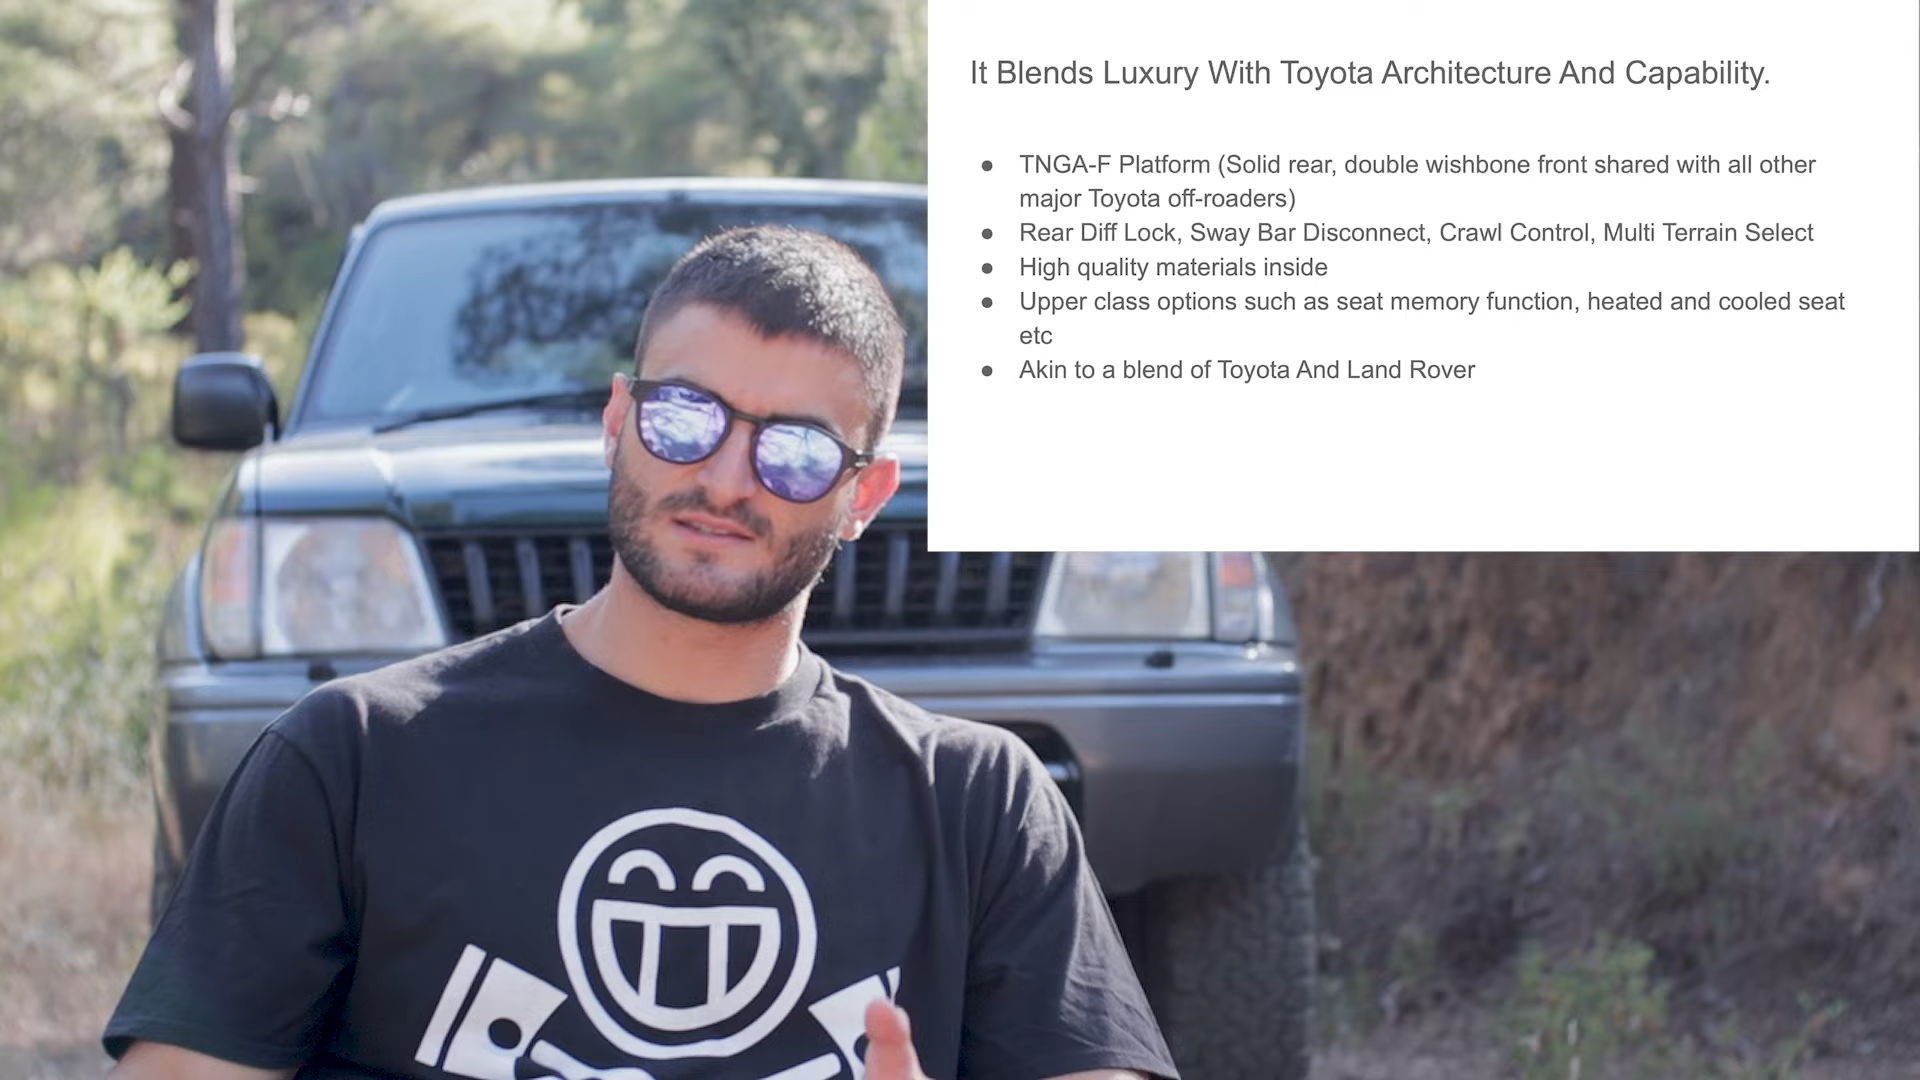 It Blends Luxury With Toyota Architecture And Capability.
● TNGA-F Platform (Solid rear, double wishbone front shared with all other
major Toyota off-roaders)
● Rear Diff Lock, Sway Bar Disconnect, Crawl Control, Multi Terrain Select
● High quality materials inside
● Upper class options such as seat memory function, heated and cooled seat
etc
● Akin to a blend of Toyota And Land Rover